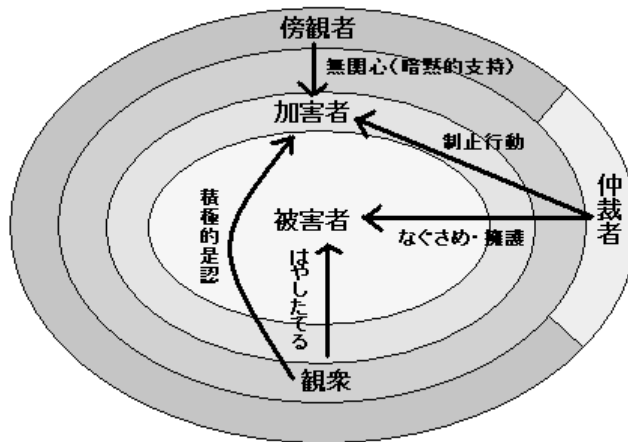 傍観者
無関心(暗黙的支持)
加害者
制止行動
仲裁者
積極的是認
被害者
なぐさめ・擁護
はやしたてる
観衆